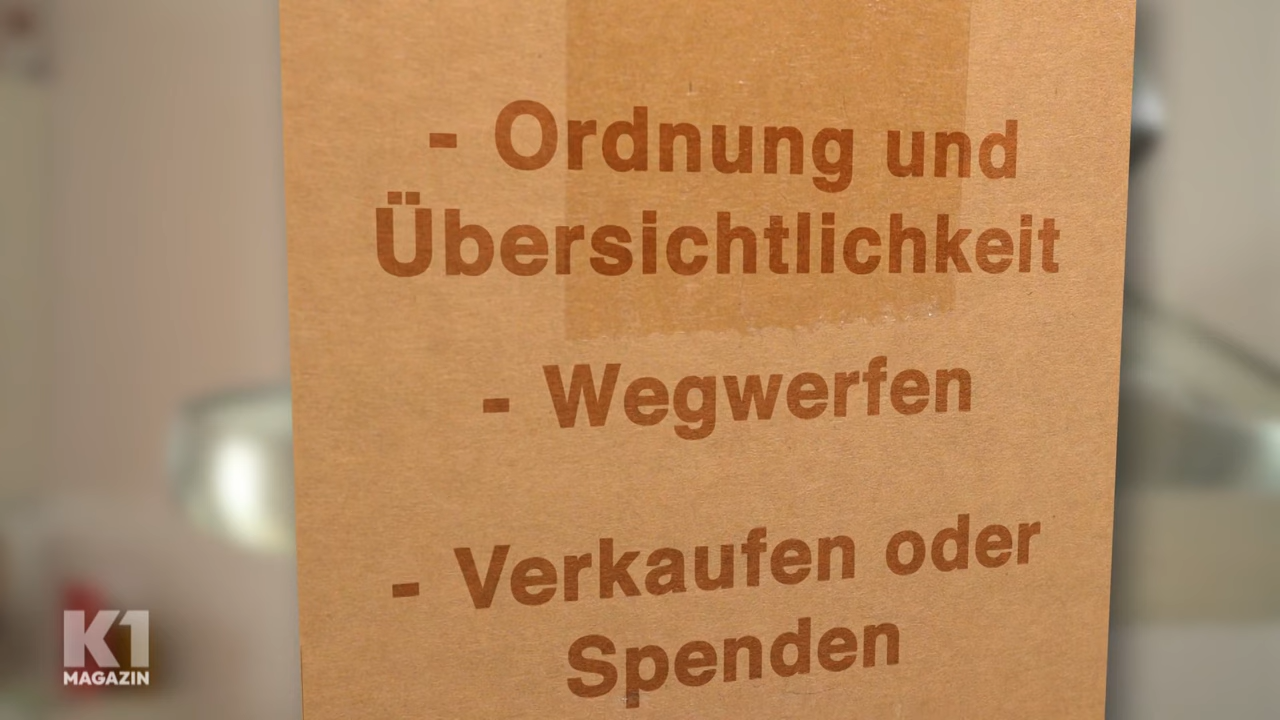 - Ordnung und
Übersichtlichkeit
- Wegwerfen
- Verkaufen oder
Spenden
K1
MAGAZIN